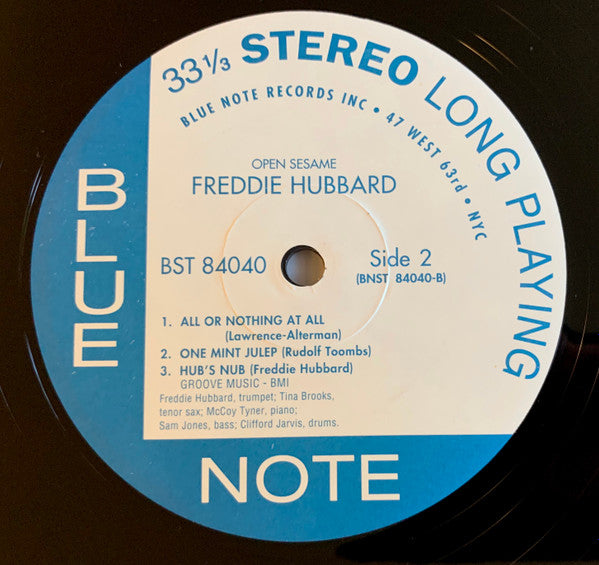 33 1/3 STEREO LONG PLAYING
BLUE NOTE RECORDS INC • 47 WEST 63rd • NYC
OPEN SESAME
FREDDIE HUBBARD
BST 84040
Side 2
(BNST 84040-B)
1. ALL OR NOTHING AT ALL
(Lawrence-Alterman)
2. ONE MINT JULEP (Rudolf Toombs)
3. HUB'S NUB (Freddie Hubbard)
GROOVE MUSIC - BMI
Freddie Hubbard, trumpet; Tina Brooks,
tenor sax; McCoy Tyner, piano;
Sam Jones, bass; Clifford Jarvis, drums.
BLUE
NOTE